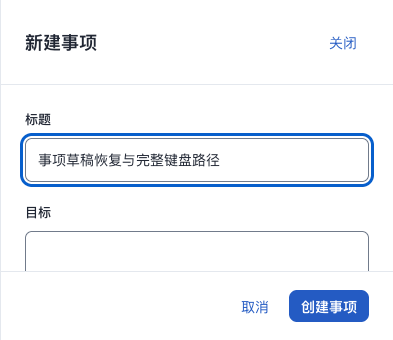 新建事项
关闭
标题
事项草稿恢复与完整键盘路径
目标
取消
创建事项